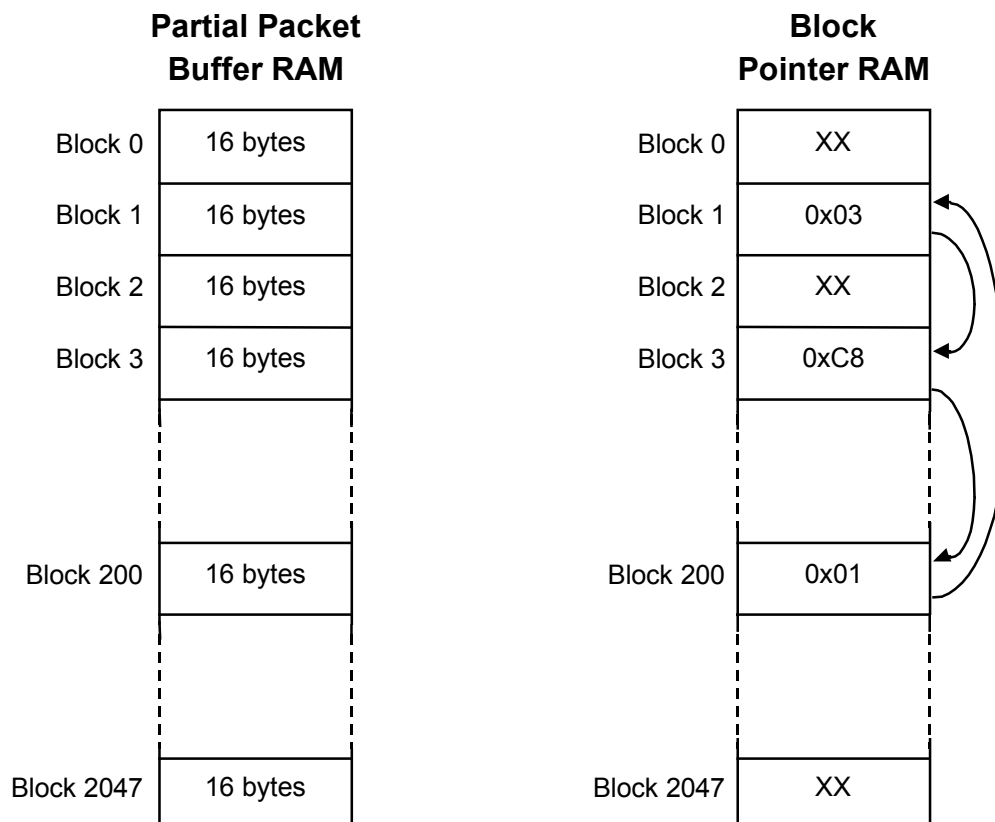 Partial Packet
Buffer RAM
Block 0 16 bytes
Block 1 16 bytes
Block 2 16 bytes
Block 3 16 bytes
Block 200 16 bytes
Block 2047 16 bytes
Block
Pointer RAM
Block 0 XX
Block 1 0x03
Block 2 XX
Block 3 0xC8
Block 200 0x01
Block 2047 XX